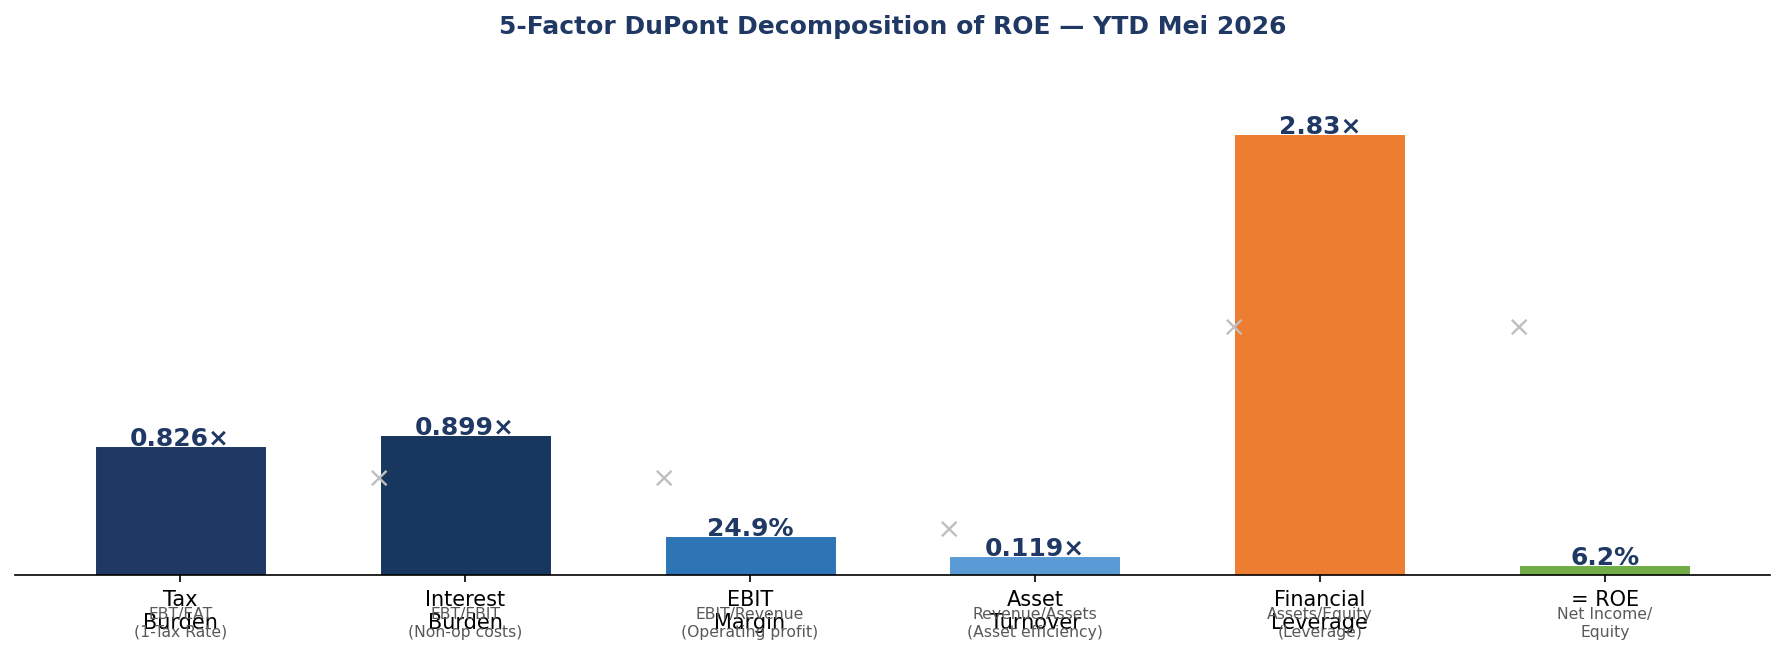 5-Factor DuPont Decomposition of ROE — YTD Mei 2026
2.83×
0.826×
0.899×
24.9%
0.119×
6.2%
×
×
×
×
×
Tax
Burden
EBT/EAT
(1-Tax Rate)
Interest
Burden
EBT/EBIT
(Non-op costs)
EBIT
Margin
EBIT/Revenue
(Operating profit)
Asset
Turnover
Revenue/Assets
(Asset efficiency)
Financial
Leverage
Assets/Equity
(Leverage)
= ROE
Net Income/
Equity